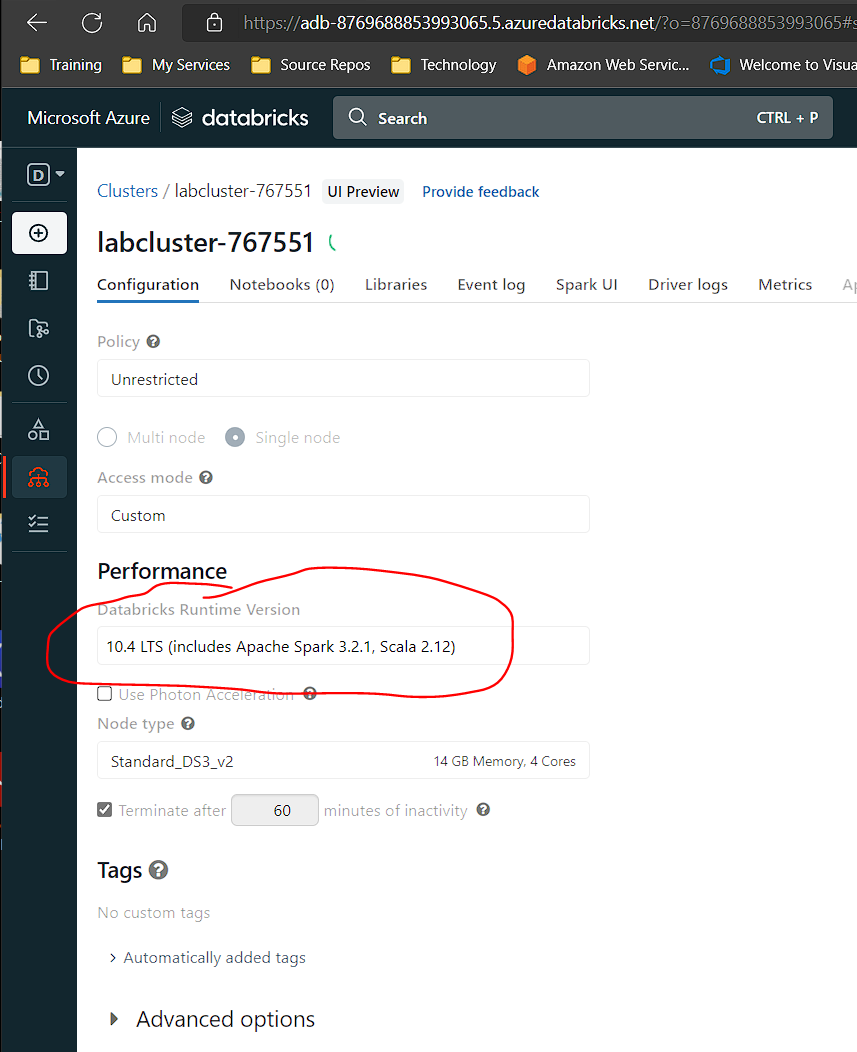 https://adb-8769688853993065.5.azuredatabricks.net/?o=8769688853993065#s
Training My Services Source Repos Technology Amazon Web Servic... Welcome to Visua
Microsoft Azure databricks Search CTRL + P
D
Clusters / labcluster-767551 UI Preview Provide feedback
labcluster-767551
Configuration Notebooks (0) Libraries Event log Spark UI Driver logs Metrics Ap
Policy
Unrestricted
Multi node Single node
Access mode
Custom
Performance
Databricks Runtime Version
10.4 LTS (includes Apache Spark 3.2.1, Scala 2.12)
Use Photon Acceleration
Node type
Standard_DS3_v2 14 GB Memory, 4 Cores
Terminate after 60 minutes of inactivity
Tags
No custom tags
Automatically added tags
Advanced options